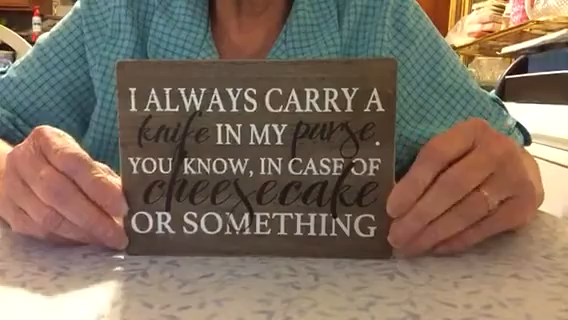 I ALWAYS CARRY A
knife IN MY purse.
YOU KNOW, IN CASE OF
cheesecake
OR SOMETHING